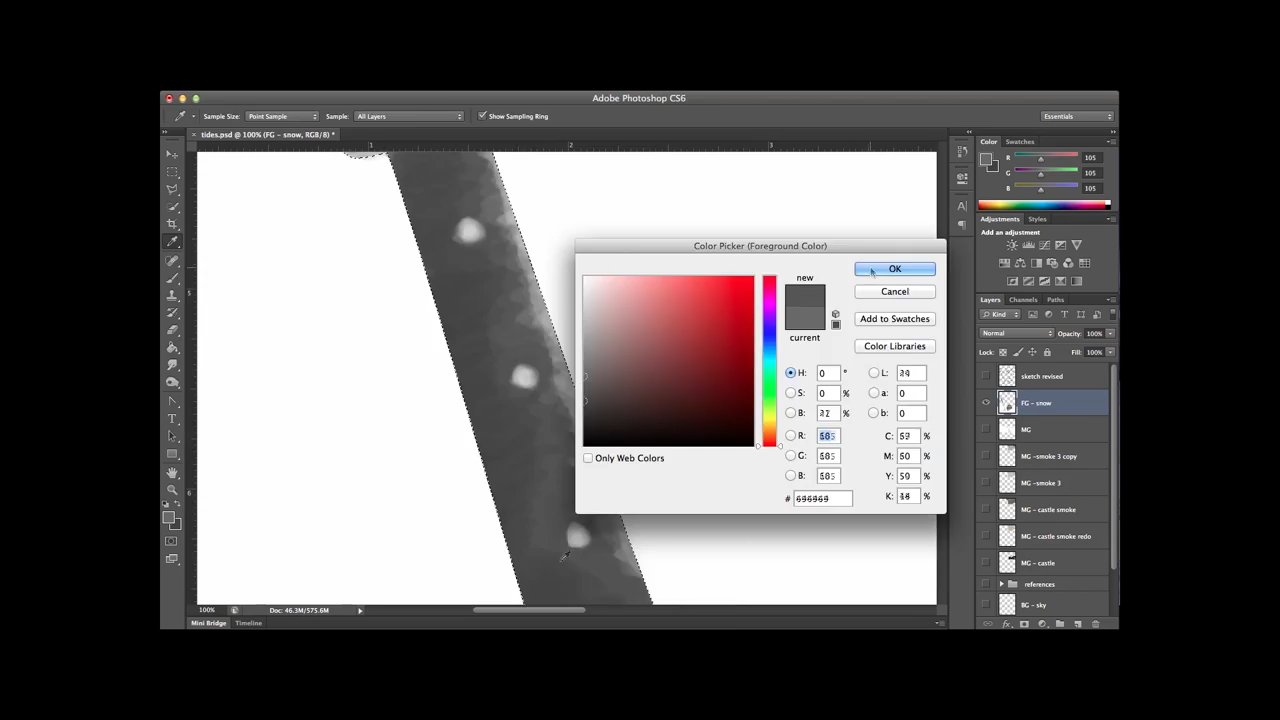 Adobe Photoshop CS6
Sample Size: Point Sample Sample: All Layers Show Sampling Ring Essentials
× tides.psd @ 100% (FG - snow, RGB/8) *
1 2 3
5
6
Color Swatches
R 105
G 105
B 105
Adjustments Styles
Add an adjustment
Layers Channels Paths
Kind
Normal Opacity: 100%
Lock: Fill: 100%
sketch revised
FG - snow
MG
MG -smoke 3 copy
MG -smoke 3
MG - castle smoke
MG - castle smoke redo
MG - castle
references
BG - sky
Color Picker (Foreground Color)
new
current
OK
Cancel
Add to Swatches
Color Libraries
H: 0 °
S: 0 %
B: %
R:
G:
B:
#
L:
a: 0
b: 0
C: %
M: 50 %
Y: 50 %
K: %
Only Web Colors
100% Doc: 46.3M/575.6M
Mini Bridge Timeline